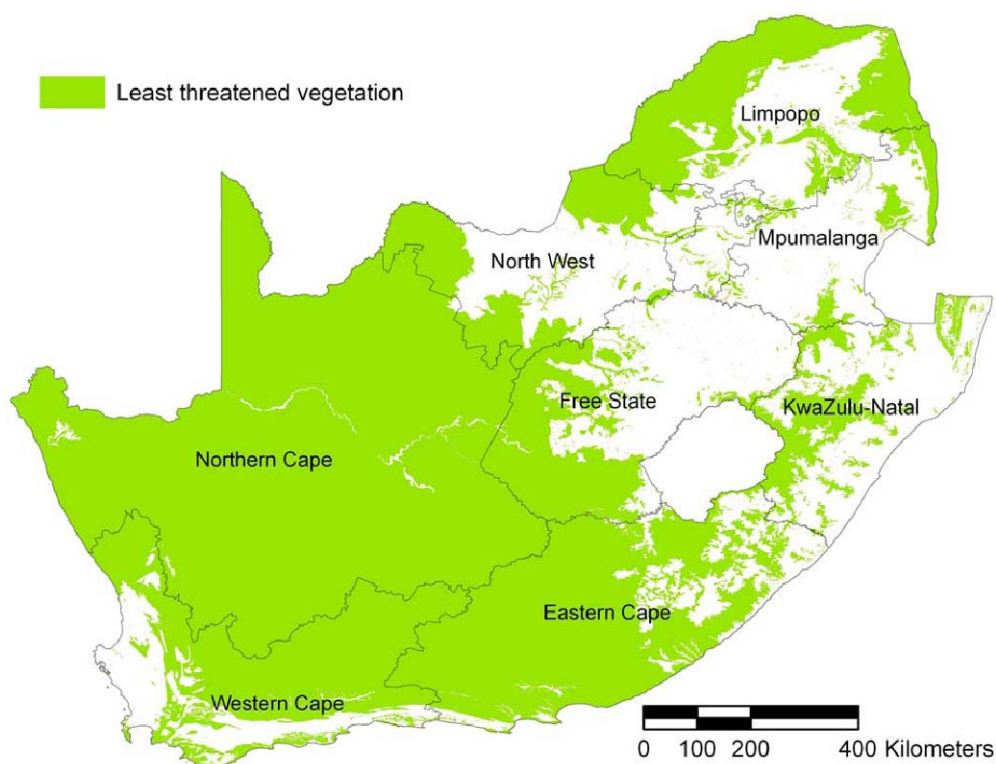 Least threatened vegetation
Limpopo
Mpumalanga
North West
Free State
KwaZulu-Natal
Northern Cape
Eastern Cape
Western Cape
0 100 200 400 Kilometers